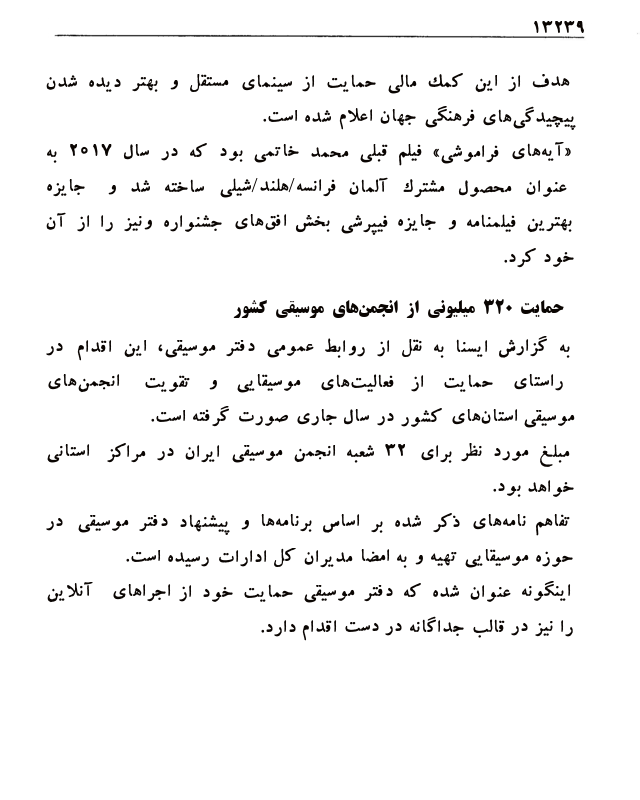 ۱۳۲۳۹
هدف از این کمک مالی حمایت از سینمای مستقل و بهتر دیده شدن
پیچیدگی‌های فرهنگی جهان اعلام شده است.
«آیه‌های فراموشی» فیلم قبلی محمد خاتمی بود که در سال ۲۰۱۷ به
عنوان محصول مشترک آلمان فرانسه/هلند/شیلی ساخته شد و جایزه
بهترین فیلمنامه و جایزه فیپرشی بخش افق‌های جشنواره ونیز را از آن
خود کرد.
حمایت ۳۲۰ میلیونی از انجمن‌های موسیقی کشور
به گزارش ایسنا به نقل از روابط عمومی دفتر موسیقی، این اقدام در
راستای حمایت از فعالیت‌های موسیقایی و تقویت انجمن‌های
موسیقی استان‌های کشور در سال جاری صورت گرفته است.
مبلغ مورد نظر برای ۳۲ شعبه انجمن موسیقی ایران در مراکز استانی
خواهد بود.
تفاهم نامه‌های ذکر شده بر اساس برنامه‌ها و پیشنهاد دفتر موسیقی در
حوزه موسیقایی تهیه و به امضا مدیران کل ادارات رسیده است.
اینگونه عنوان شده که دفتر موسیقی حمایت خود از اجراهای آنلاین
را نیز در قالب جداگانه در دست اقدام دارد.